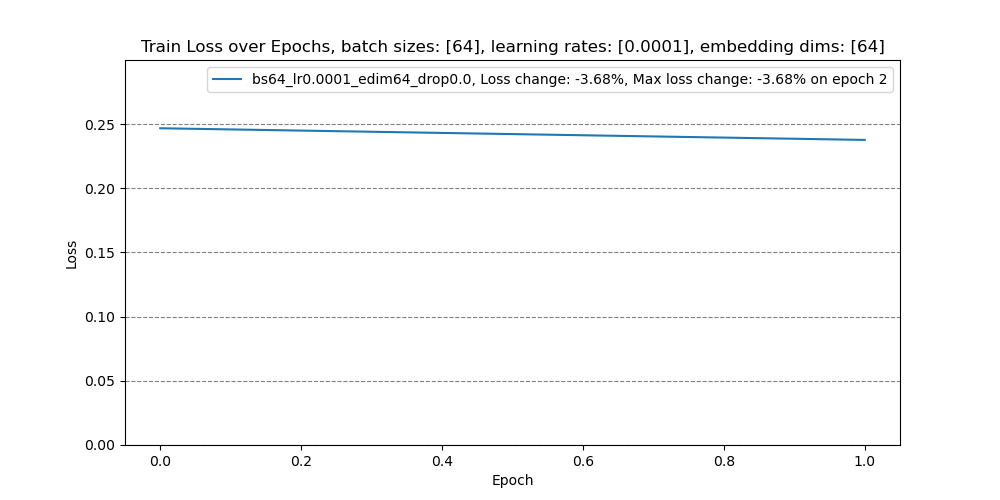 Train Loss over Epochs, batch sizes: [64], learning rates: [0.0001], embedding dims: [64]
bs64_lr0.0001_edim64_drop0.0, Loss change: -3.68%, Max loss change: -3.68% on epoch 2
0.25
0.20
0.15
0.10
0.05
0.00
Loss
0.0 0.2 0.4 0.6 0.8 1.0
Epoch